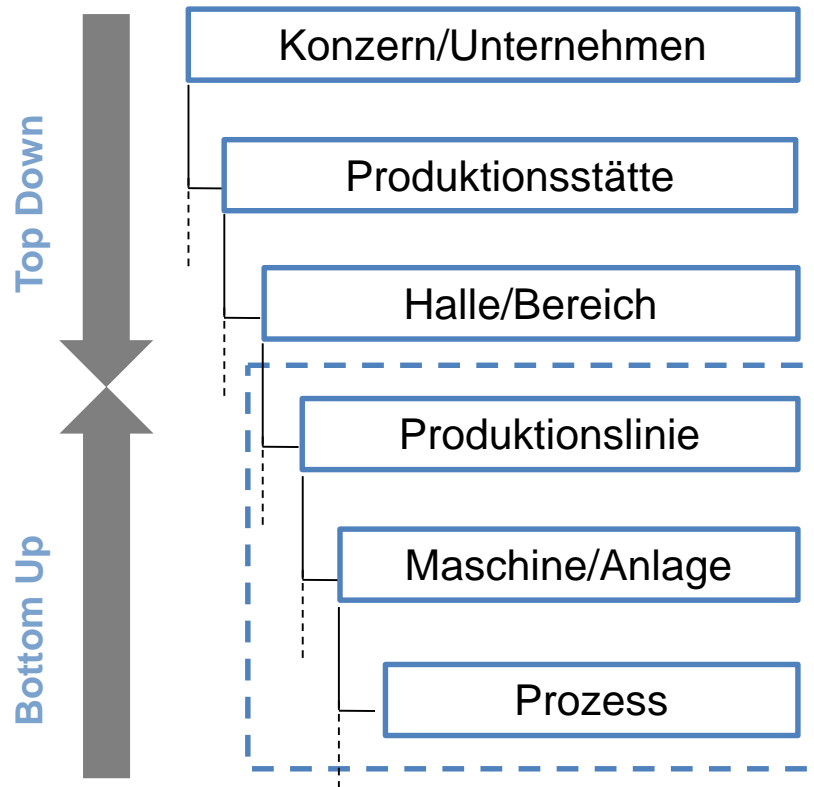 Konzern/Unternehmen
Top Down
Produktionsstätte
Halle/Bereich
Produktionslinie
Bottom Up
Maschine/Anlage
Prozess